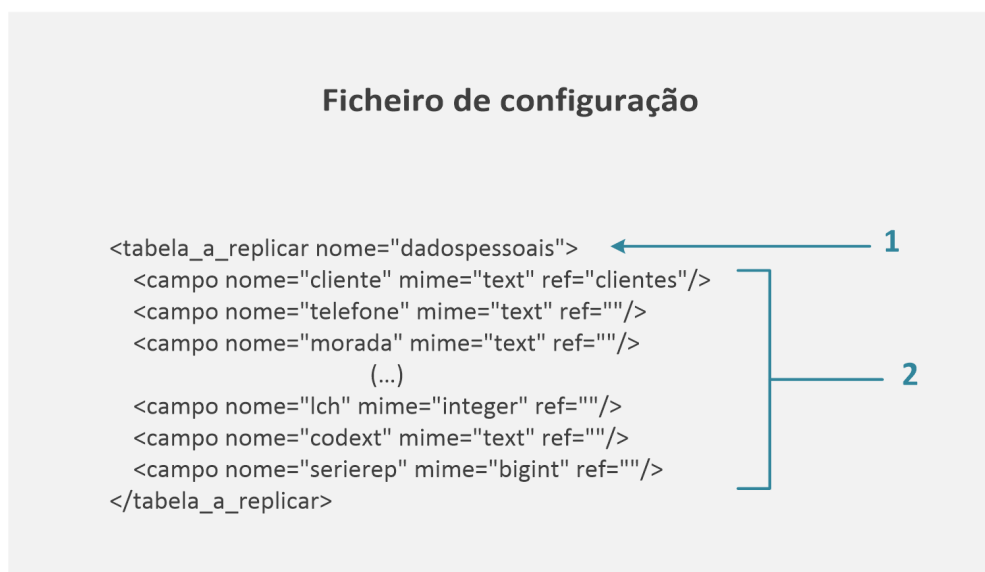 Ficheiro de configuração
<tabela_a_replicar nome="dadospessoais">
1
<campo nome="cliente" mime="text" ref="clientes"/>
<campo nome="telefone" mime="text" ref=""/>
<campo nome="morada" mime="text" ref=""/>
(...)
2
<campo nome="lch" mime="integer" ref=""/>
<campo nome="codext" mime="text" ref=""/>
<campo nome="serierep" mime="bigint" ref=""/>
</tabela_a_replicar>